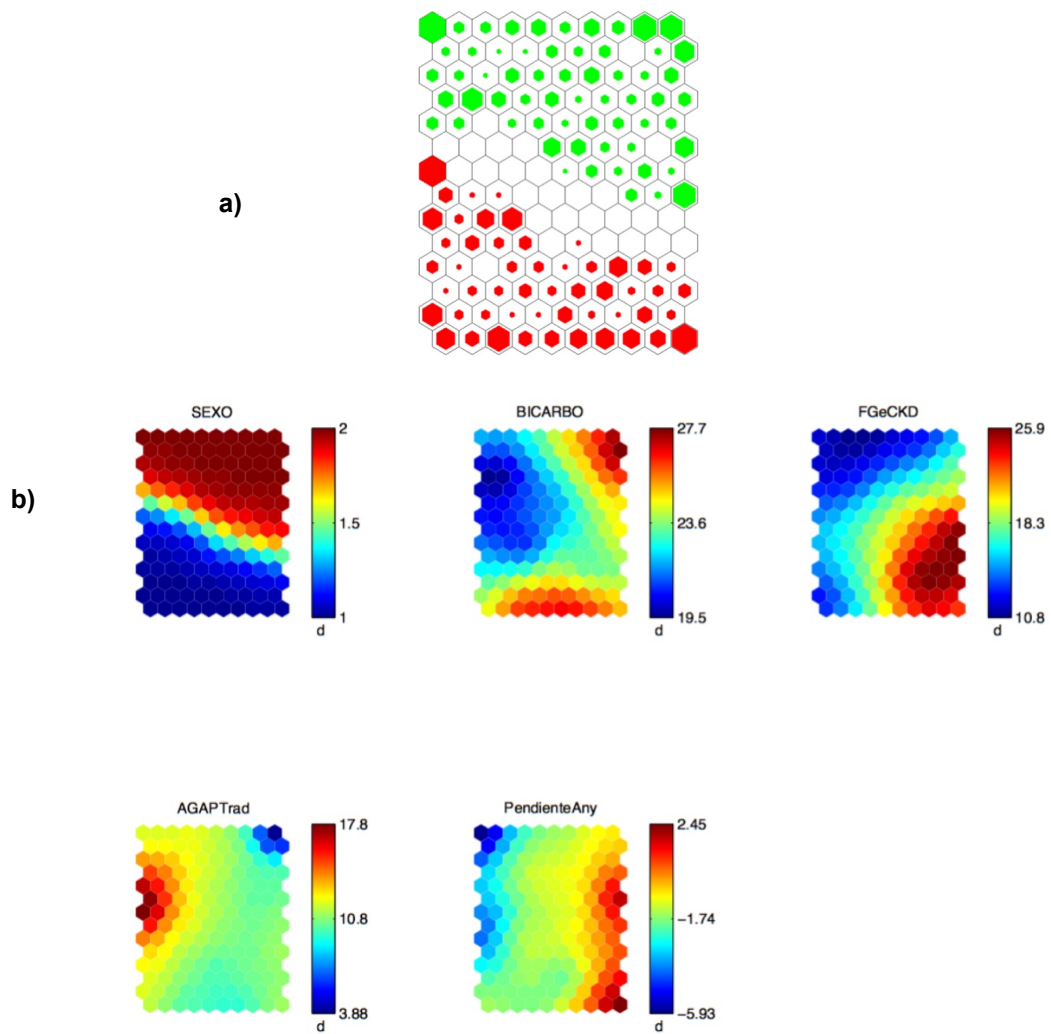 a)
b)
SEXO
2
1.5
1
d
BICARBO
27.7
23.6
19.5
d
FGeCKD
25.9
18.3
10.8
d
AGAPTrad
17.8
10.8
3.88
d
PendienteAny
2.45
−1.74
−5.93
d